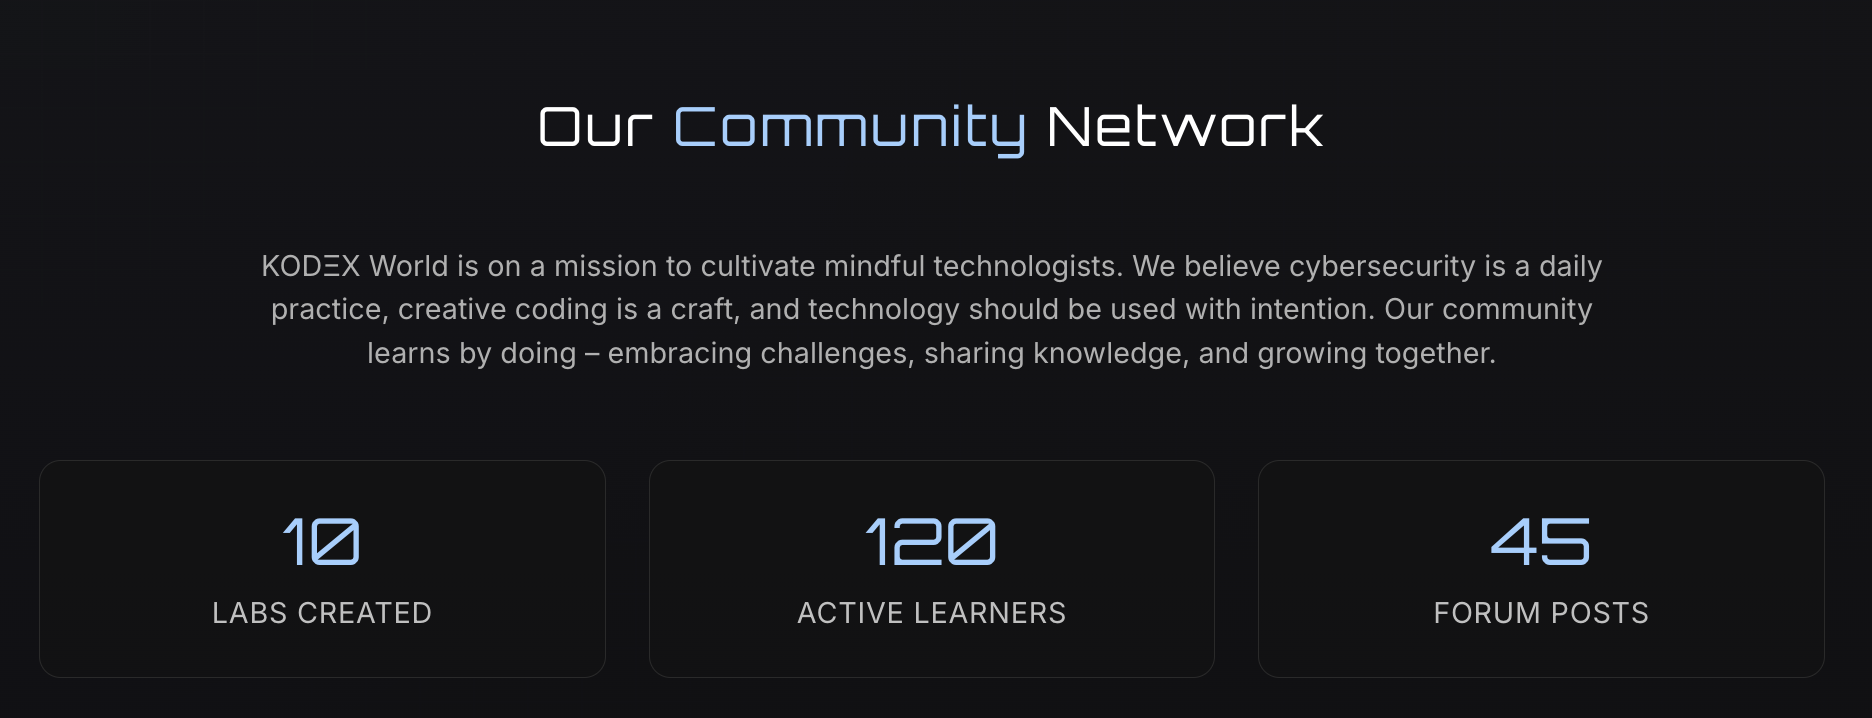 Our Community Network
KODΞX World is on a mission to cultivate mindful technologists. We believe cybersecurity is a daily
practice, creative coding is a craft, and technology should be used with intention. Our community
learns by doing – embracing challenges, sharing knowledge, and growing together.
10
LABS CREATED
120
ACTIVE LEARNERS
45
FORUM POSTS